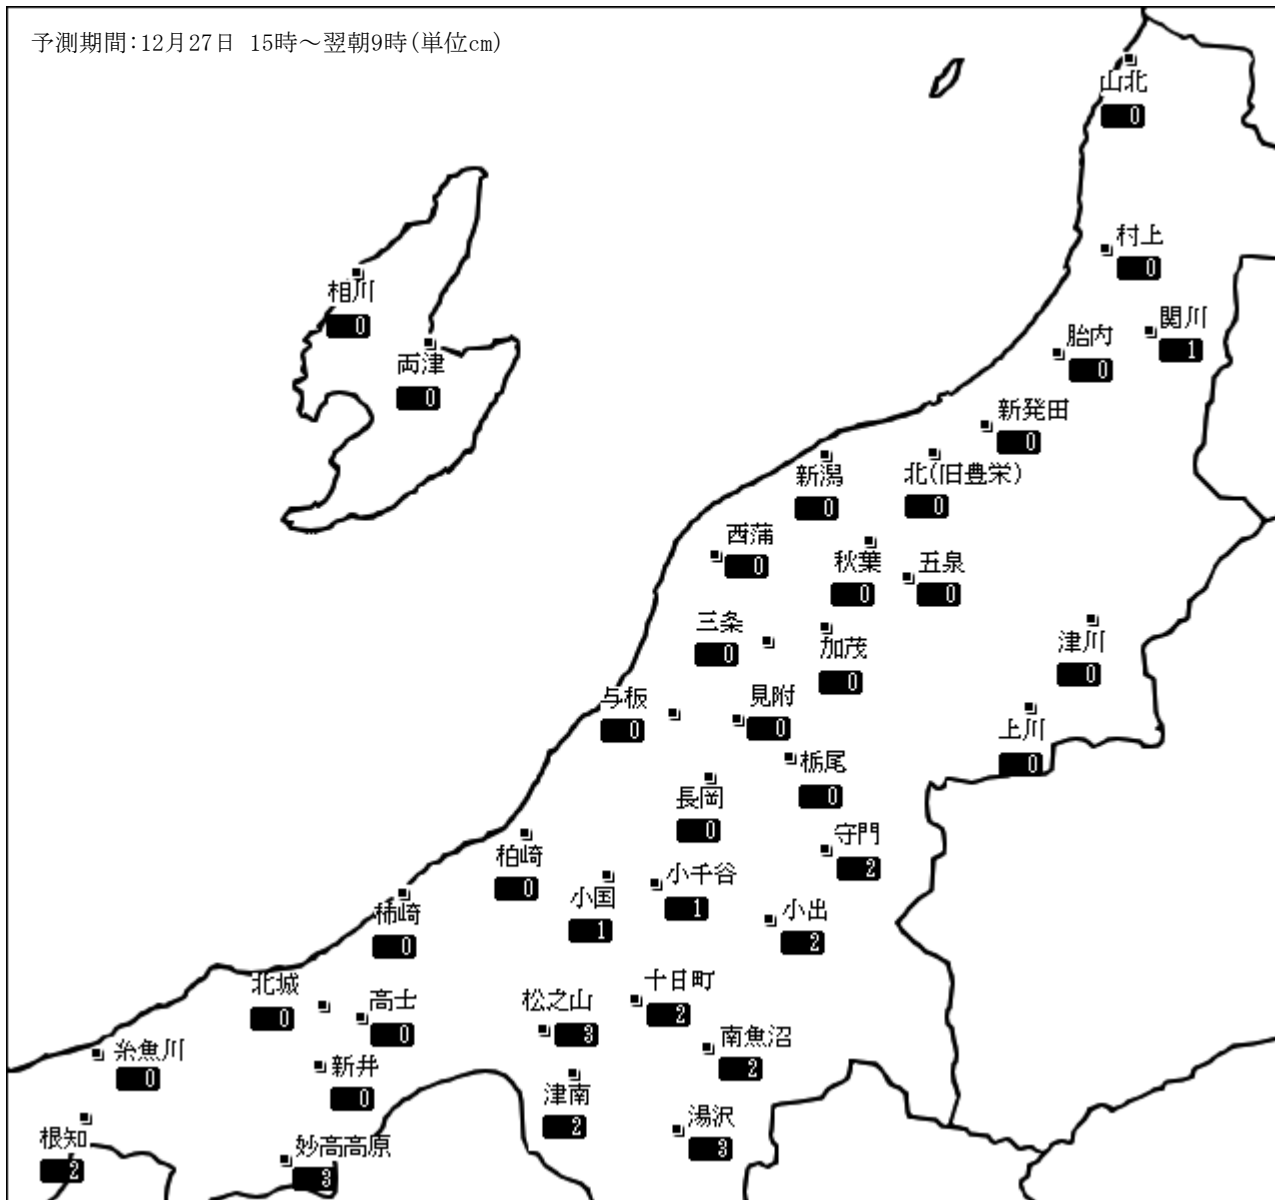 予測期間:12月27日 15時～翌朝9時(単位cm)
山北
0
村上
0
相川
0
両津
0
関川
1
胎内
0
新発田
0
新潟
0
北(旧豊栄)
0
西蒲
0
秋葉
0
五泉
0
三条
0
加茂
0
津川
0
与板
0
見附
0
上川
0
栃尾
0
長岡
0
守門
2
柏崎
0
小国
1
小千谷
1
小出
2
柿崎
0
北城
0
高士
0
松之山
3
十日町
2
南魚沼
2
糸魚川
0
新井
0
津南
2
湯沢
3
根知
2
妙高高原
3